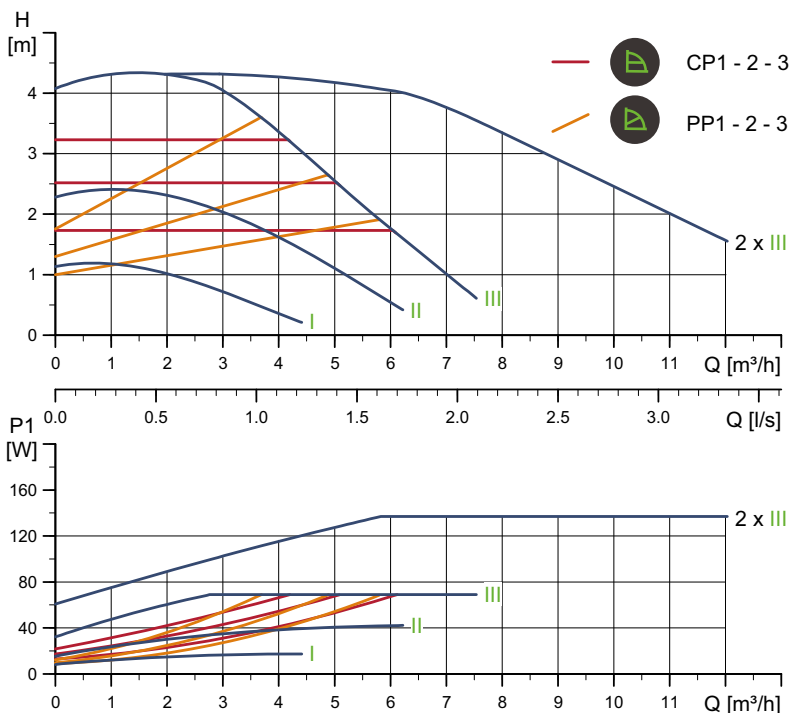 H
[m]
CP1 - 2 - 3
PP1 - 2 - 3
4
3
2
1
0
2 x III
III
II
I
0 1 2 3 4 5 6 7 8 9 10 11 Q [m³/h]
0.0 0.5 1.0 1.5 2.0 2.5 3.0 Q [l/s]
P1
[W]
160
120
80
40
0
2 x III
III
II
I
0 1 2 3 4 5 6 7 8 9 10 11 Q [m³/h]